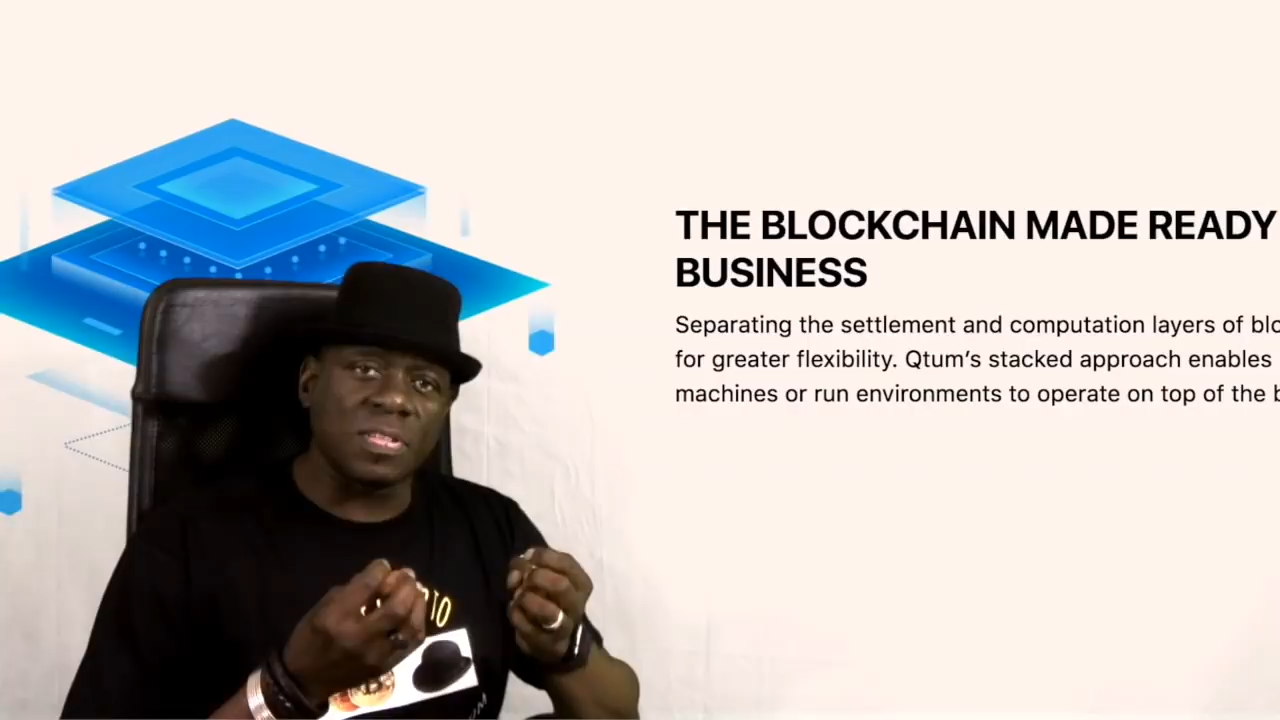 THE BLOCKCHAIN MADE READY
BUSINESS
Separating the settlement and computation layers of
for greater flexibility. Qtum’s stacked approach enables
machines or run environments to operate on top of the
TO